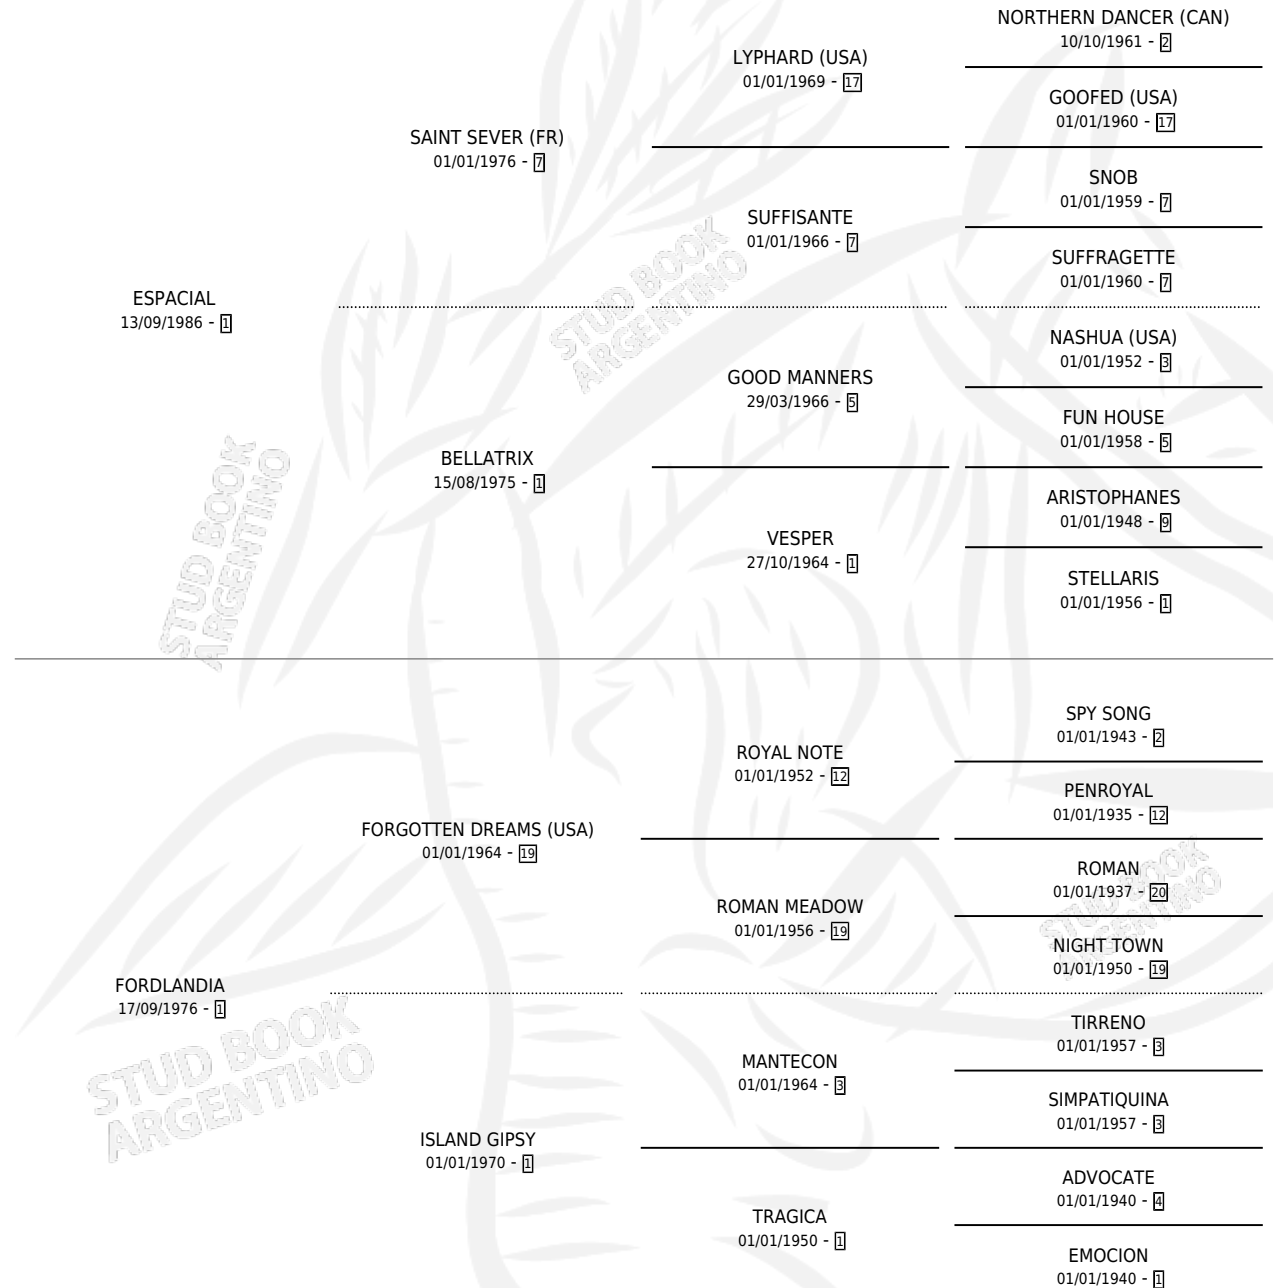 NORTHERN DANCER (CAN)
10/10/1961 - 2
LYPHARD (USA)
01/01/1969 - 17
GOOFED (USA)
01/01/1960 - 17
SAINT SEVER (FR)
01/01/1976 - 7
SNOB
01/01/1959 - 7
SUFFISANTE
01/01/1966 - 7
SUFFRAGETTE
01/01/1960 - 7
ESPACIAL
13/09/1986 - 1
STUD BOOK
ARGENTINO
NASHUA (USA)
01/01/1952 - 3
GOOD MANNERS
29/03/1966 - 5
FUN HOUSE
01/01/1958 - 5
BELLATRIX
15/08/1975 - 1
ARISTOPHANES
01/01/1948 - 9
VESPER
27/10/1964 - 1
STELLARIS
01/01/1956 - 1
STUD BOOK
ARGENTINO
SPY SONG
01/01/1943 - 2
ROYAL NOTE
01/01/1952 - 12
PENROYAL
01/01/1935 - 12
FORGOTTEN DREAMS (USA)
01/01/1964 - 19
ROMAN
01/01/1937 - 20
ROMAN MEADOW
01/01/1956 - 19
NIGHT TOWN
01/01/1950 - 19
STUD BOOK
ARGENTINO
FORDLANDIA
17/09/1976 - 1
STUD BOOK
ARGENTINO
TIRRENO
01/01/1957 - 3
MANTECON
01/01/1964 - 3
SIMPATIQUINA
01/01/1957 - 3
ISLAND GIPSY
01/01/1970 - 1
ADVOCATE
01/01/1940 - 4
TRAGICA
01/01/1950 - 1
EMOCION
01/01/1940 - 1